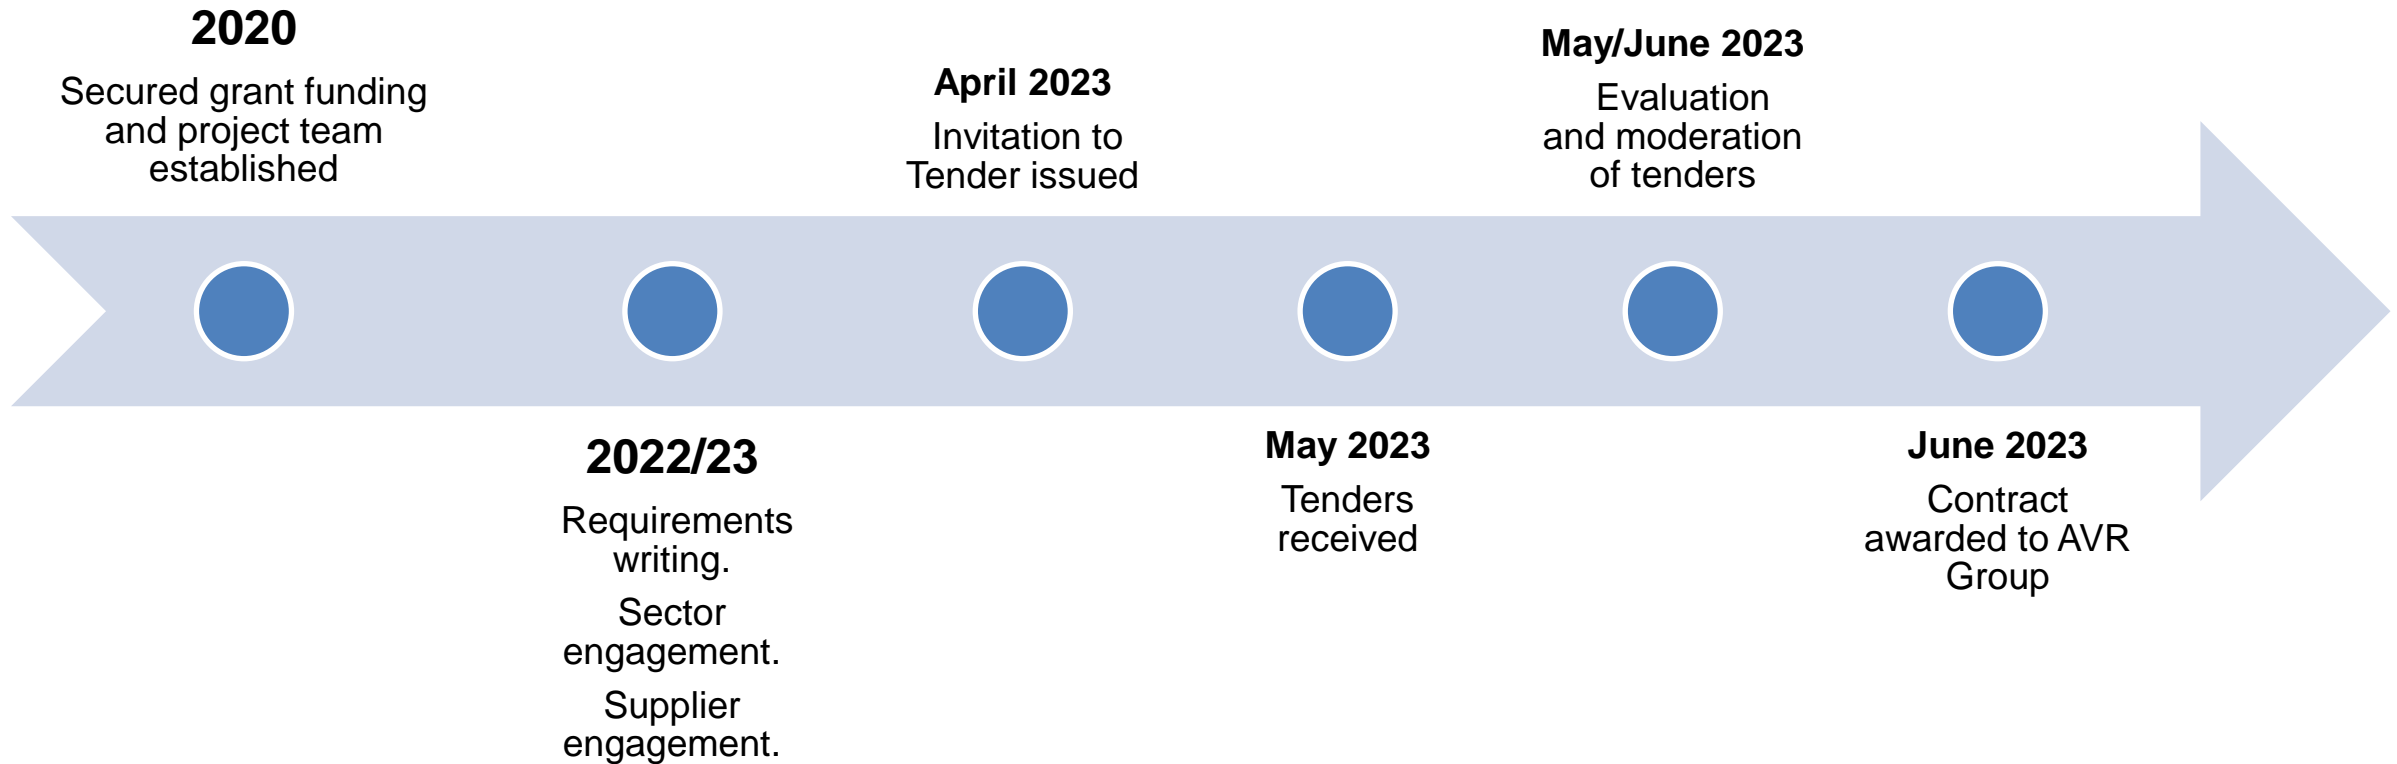 2020
Secured grant funding
and project team
established
2022/23
Requirements
writing.
Sector
engagement.
Supplier
engagement.
April 2023
Invitation to
Tender issued
May 2023
Tenders
received
May/June 2023
Evaluation
and moderation
of tenders
June 2023
Contract
awarded to AVR
Group